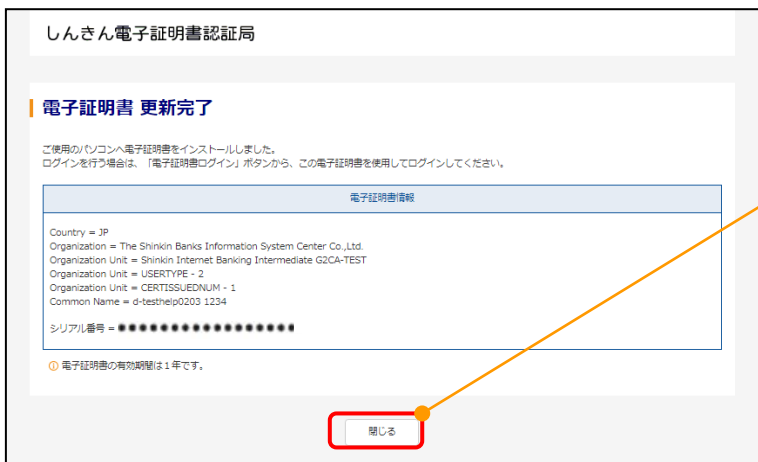 しんきん電子証明書認証局
電子証明書 更新完了
ご使用のパソコンへ電子証明書をインストールしました。
ログインを行う場合は、「電子証明書ログイン」ボタンから、この電子証明書を使用してログインしてください。
電子証明書情報
Country = JP
Organization = The Shinkin Banks Information System Center Co.,Ltd.
Organization Unit = Shinkin Internet Banking Intermediate G2CA-TEST
Organization Unit = USERTYPE - 2
Organization Unit = CERTISSUEDNUM - 1
Common Name = d-testhelp0203 1234
シリアル番号 = ●●●●●●●●●●●●●●●●●
電子証明書の有効期間は1年です。
閉じる